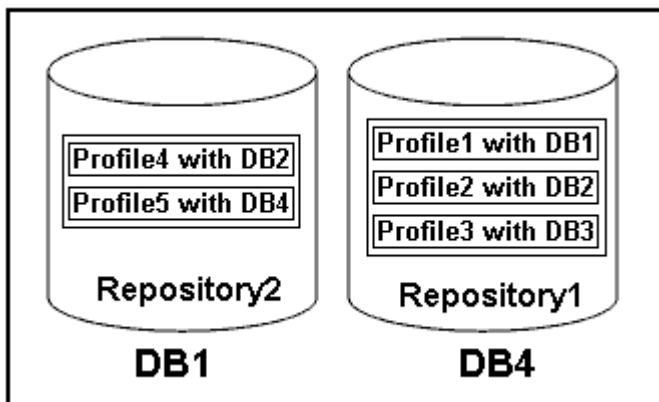 Profile4 with DB2
Profile5 with DB4
Repository2
DB1
Profile1 with DB1
Profile2 with DB2
Profile3 with DB3
Repository1
DB4